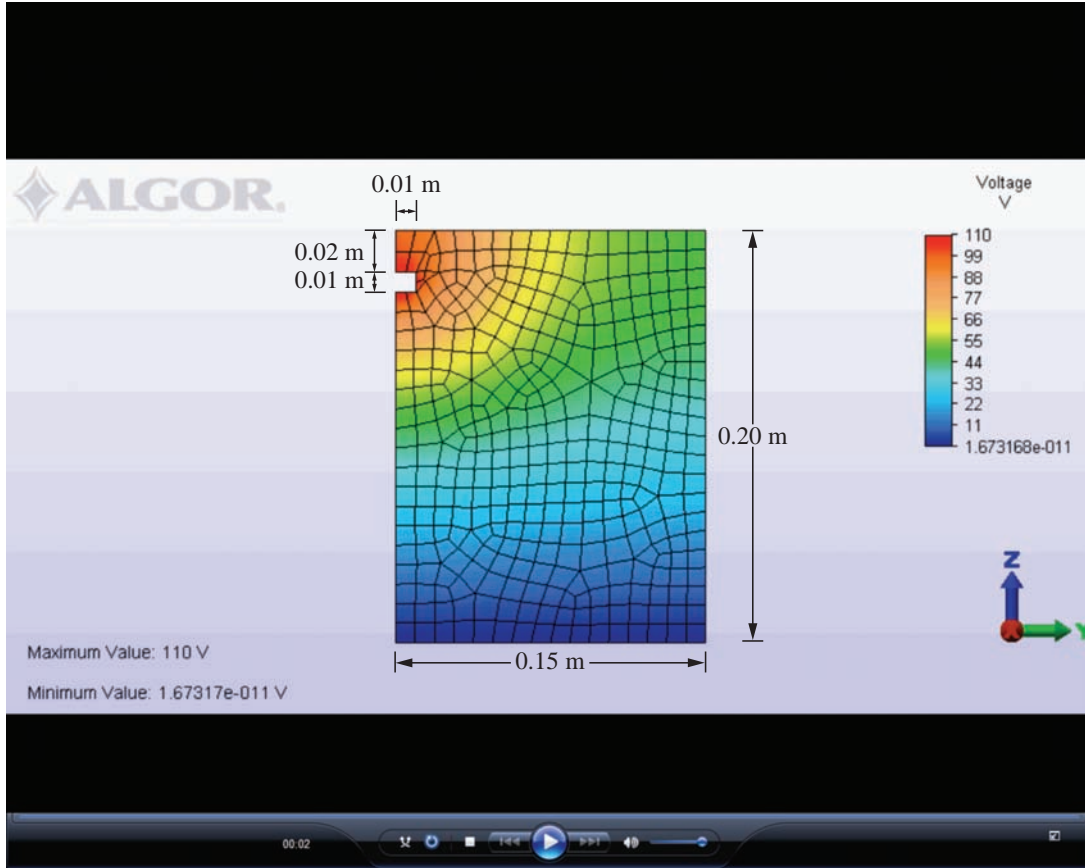 ALGOR.
0.01 m
0.02 m
0.01 m
0.20 m
0.15 m
Voltage
V
110
99
88
77
66
55
44
33
22
11
1.673168e-011
Z
Y
X
Maximum Value: 110 V
Minimum Value: 1.67317e-011 V
00:02